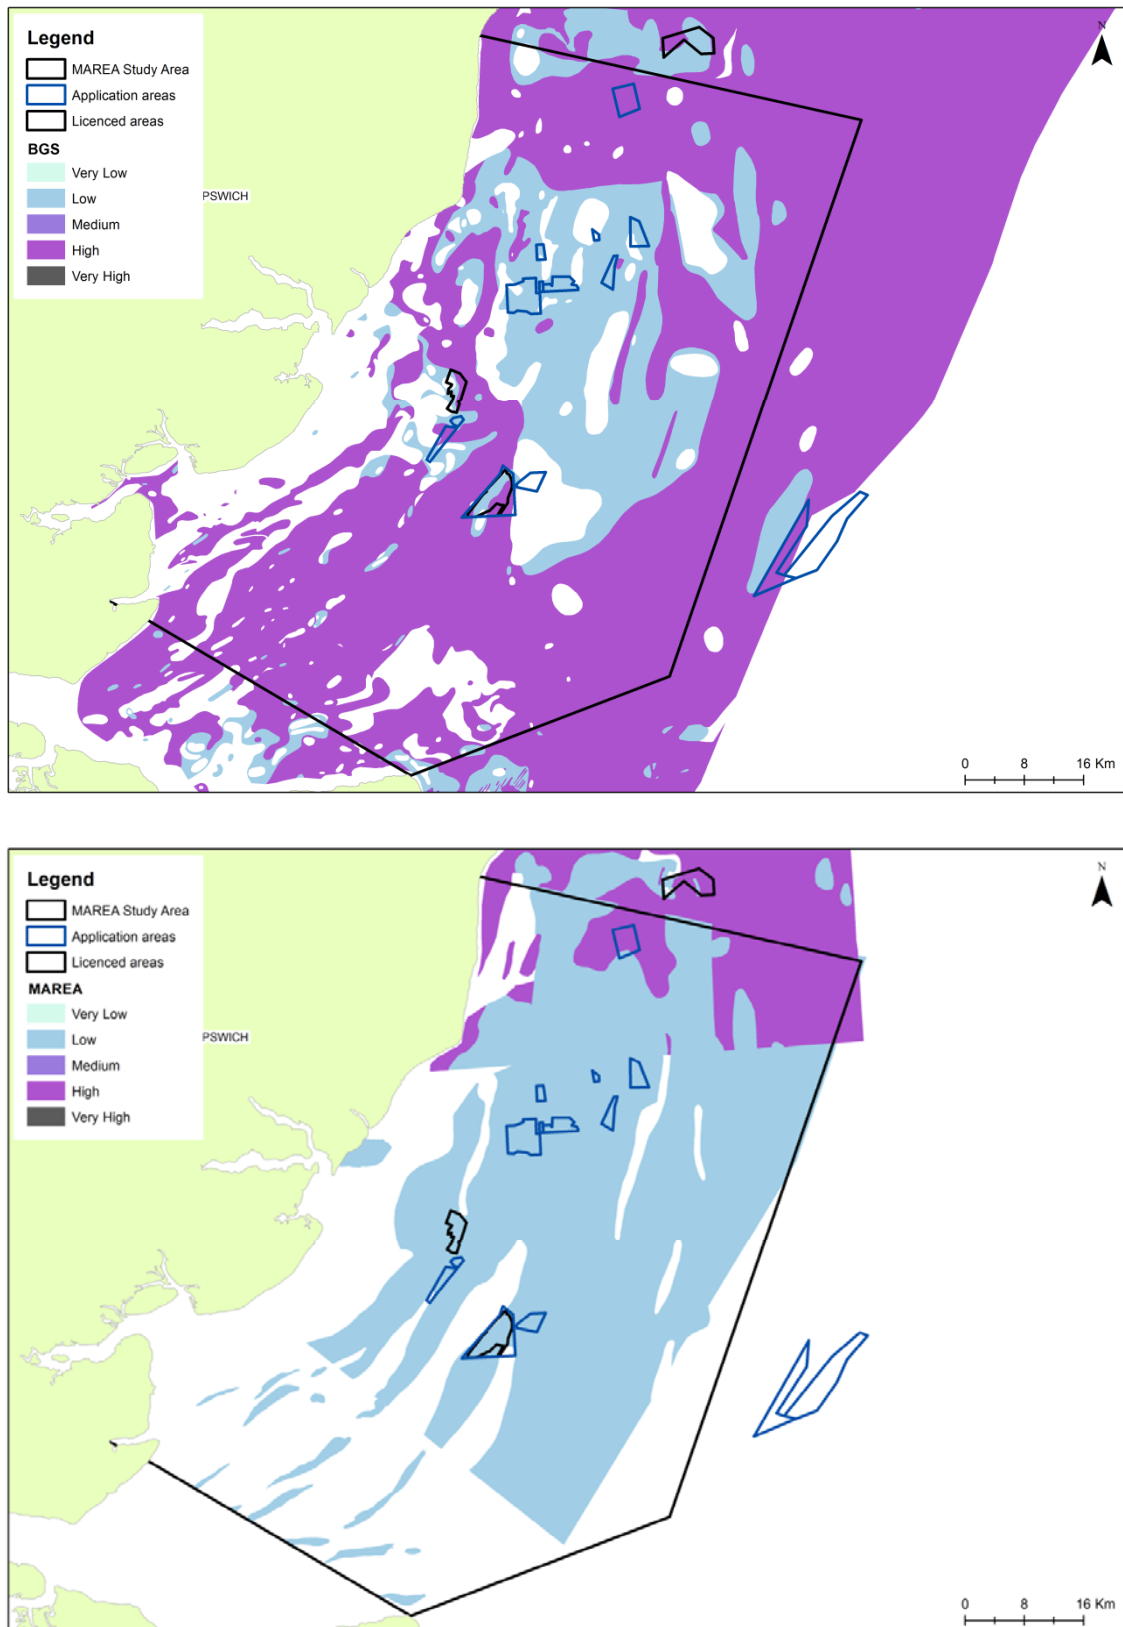 Legend
MAREA Study Area
Application areas
Licenced areas
BGS
Very Low
Low
Medium
High
Very High
PSWICH
N
0 8 16 Km
Legend
MAREA Study Area
Application areas
Licenced areas
MAREA
Very Low
Low
Medium
High
Very High
PSWICH
N
0 8 16 Km